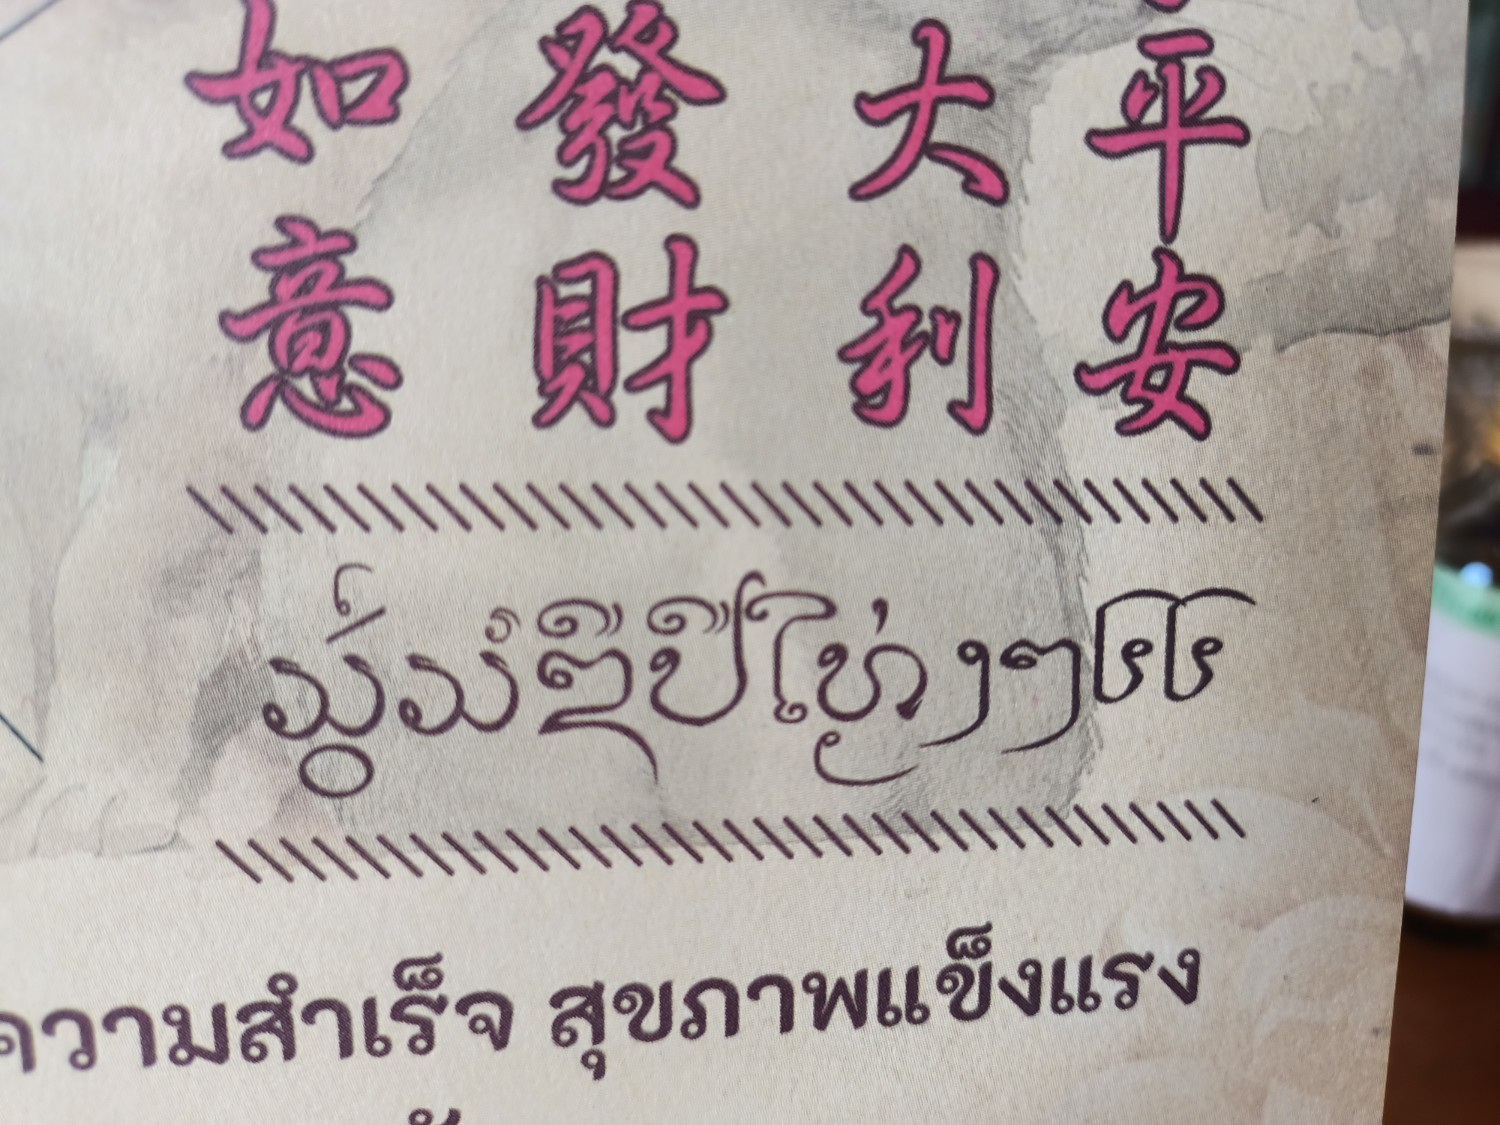 平安
大利
發財
如意
ความสำเร็จ สุขภาพแข็งแรง